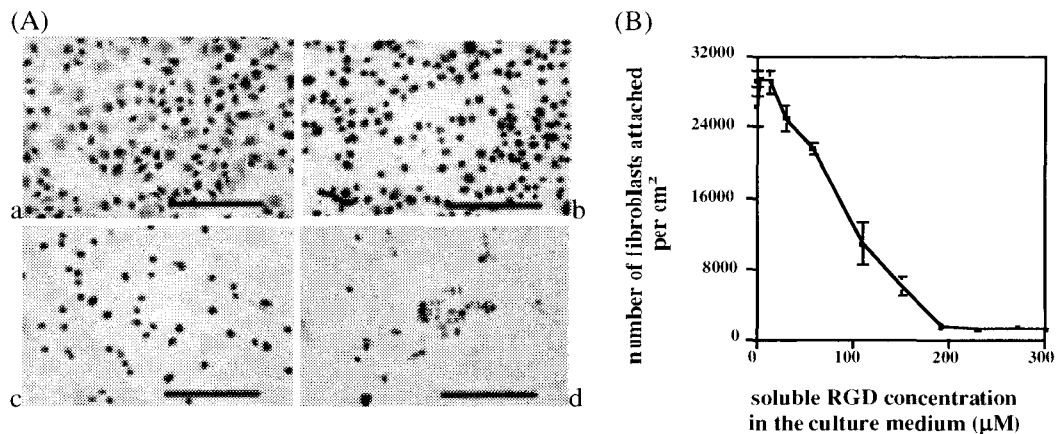 (A)
a
b
c
d
(B)
number of fibroblasts attached
per cm²
32000
24000
16000
8000
0
0
100
200
300
soluble RGD concentration
in the culture medium (µM)